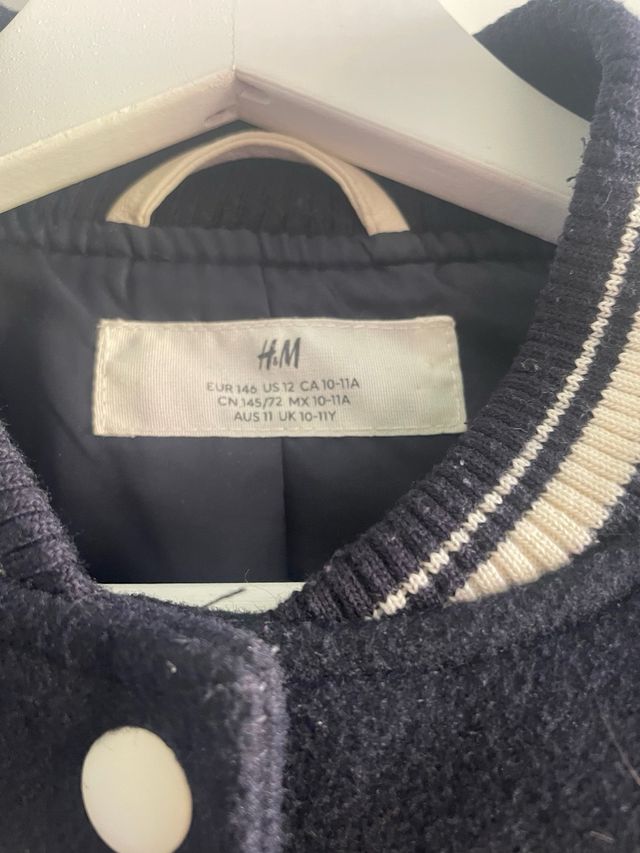 H&M
EUR 146 US 12 CA 10-11A
CN 145/72 MX 10-11A
AUS 11 UK 10-11Y